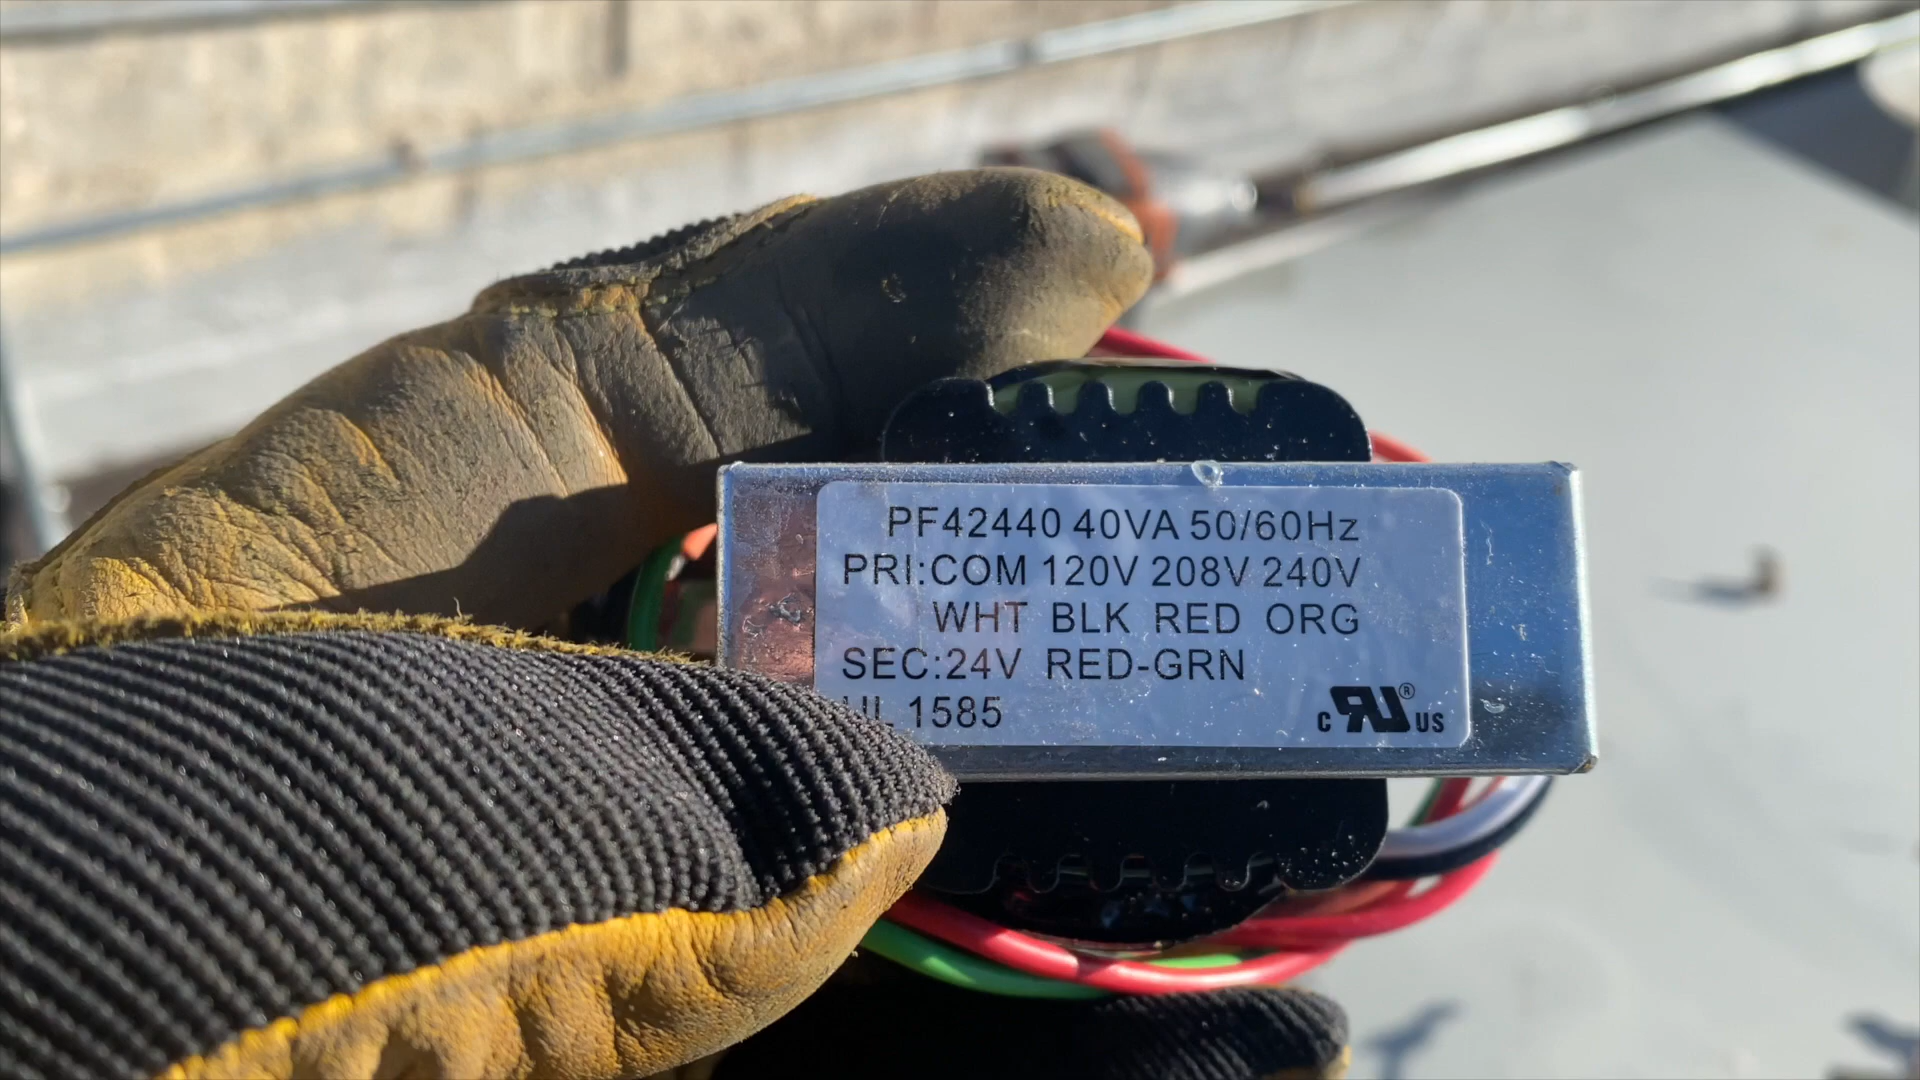 PF42440 40VA 50/60Hz
PRI:COM 120V 208V 240V
WHT BLK RED ORG
SEC:24V RED-GRN
UL 1585
c RU ® US